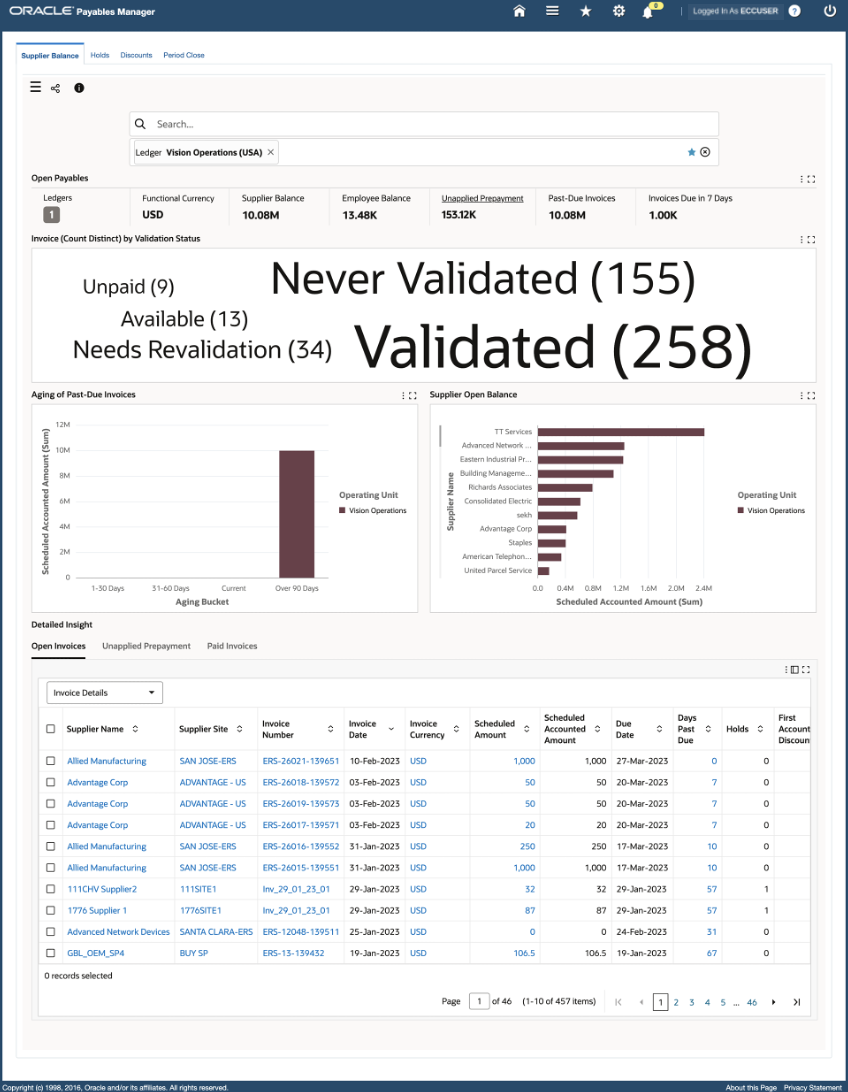 ORACLE Payables Manager
2
Logged In As ECCUSER
?
Supplier Balance Holds Discounts Period Close
Search...
Ledger Vision Operations (USA)
Open Payables
Ledgers Functional Currency Supplier Balance Employee Balance Unapplied Prepayment Past-Due Invoices Invoices Due in 7 Days
1 USD 10.08M 13.48K 153.12K 10.08M 1.00K
Invoice (Count Distinct) by Validation Status
Unpaid (9) Never Validated (155)
Available (13)
Needs Revalidation (34) Validated (258)
Aging of Past-Due Invoices
Scheduled Accounted Amount (Sum)
12M
10M
8M
6M
4M
2M
0
1-30 Days 31-60 Days Current Over 90 Days
Aging Bucket
Operating Unit
Vision Operations
Supplier Open Balance
Supplier Name
TT Services
Advanced Network ...
Eastern Industrial Pr...
Building Manageme...
Richards Associates
Consolidated Electric
sekh
Advantage Corp
Staples
American Telephon...
United Parcel Service
0.0 0.4M 0.8M 1.2M 1.6M 2.0M 2.4M
Scheduled Accounted Amount (Sum)
Operating Unit
Vision Operations
Detailed Insight
Open Invoices Unapplied Prepayment Paid Invoices
Invoice Details
Supplier Name Supplier Site Invoice Number Invoice Date Invoice Currency Scheduled Amount Scheduled Accounted Amount Due Date Days Past Due Holds First Account Discoun
Allied Manufacturing SAN JOSE-ERS ERS-26021-139651 10-Feb-2023 USD 1,000 1,000 27-Mar-2023 0 0
Advantage Corp ADVANTAGE - US ERS-26018-139572 03-Feb-2023 USD 50 50 20-Mar-2023 7 0
Advantage Corp ADVANTAGE - US ERS-26019-139573 03-Feb-2023 USD 50 50 20-Mar-2023 7 0
Advantage Corp ADVANTAGE - US ERS-26017-139571 03-Feb-2023 USD 20 20 20-Mar-2023 7 0
Allied Manufacturing SAN JOSE-ERS ERS-26016-139552 31-Jan-2023 USD 250 250 17-Mar-2023 10 0
Allied Manufacturing SAN JOSE-ERS ERS-26015-139551 31-Jan-2023 USD 1,000 1,000 17-Mar-2023 10 0
111CHV Supplier2 111SITE1 Inv_29_01_23_01 29-Jan-2023 USD 32 32 29-Jan-2023 57 1
1776 Supplier 1 1776SITE1 Inv_29_01_23_01 29-Jan-2023 USD 87 87 29-Jan-2023 57 1
Advanced Network Devices SANTA CLARA-ERS ERS-12048-139511 25-Jan-2023 USD 0 0 24-Feb-2023 31 0
GBL_OEM_SP4 BUY SP ERS-13-139432 19-Jan-2023 USD 106.5 106.5 19-Jan-2023 67 0
0 records selected
Page 1 of 46 (1-10 of 457 items) 1 2 3 4 5 ... 46
Copyright (c) 1998, 2016, Oracle and/or its affiliates. All rights reserved. About this Page Privacy Statement